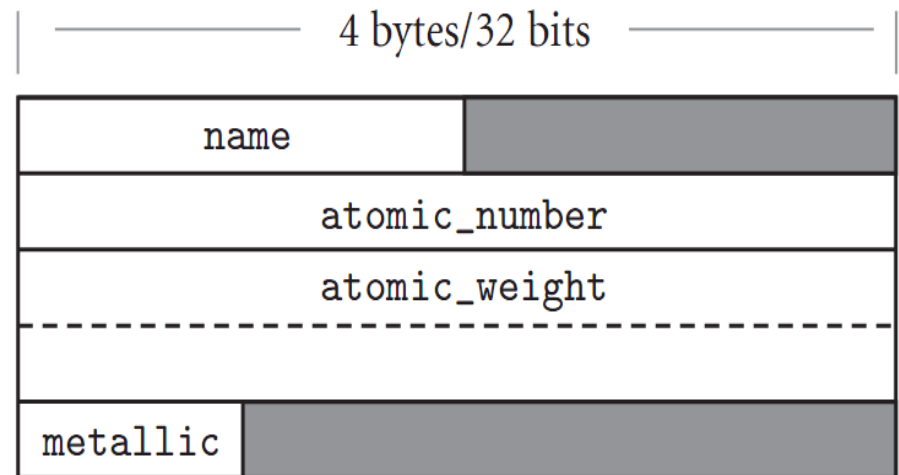 4 bytes/32 bits
name
atomic_number
atomic_weight
metallic